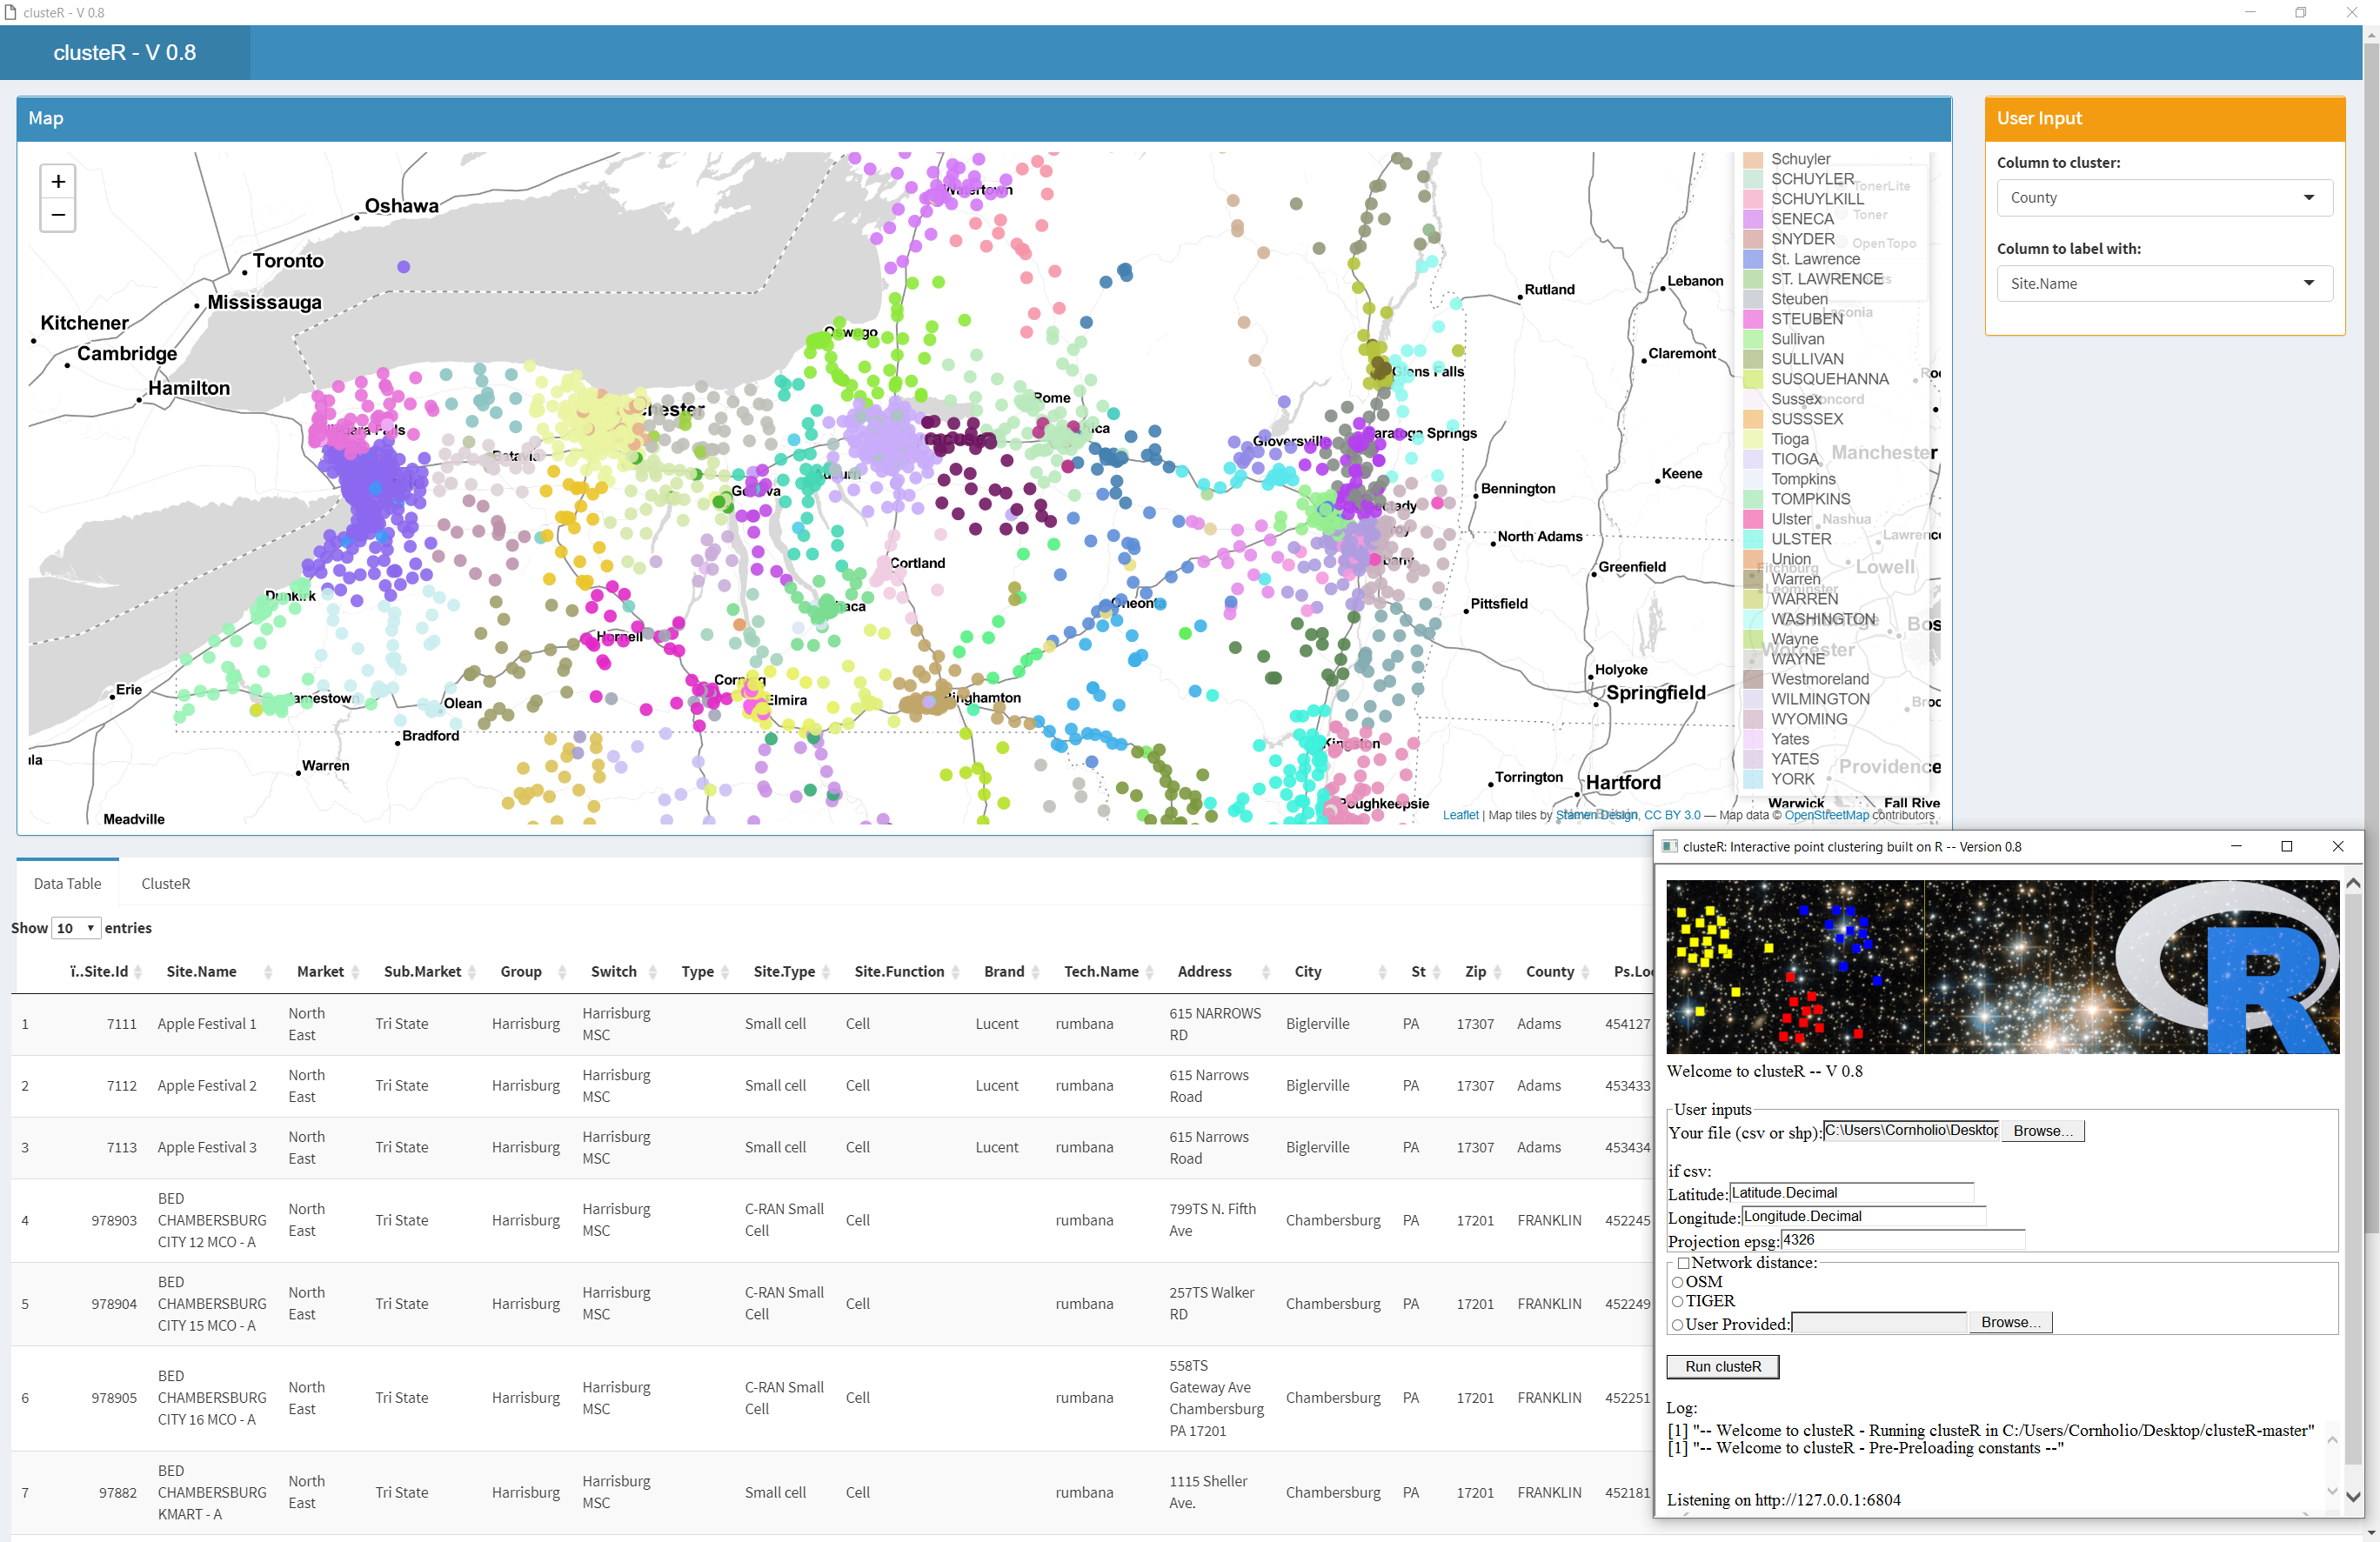 clusteR - V 0.8
clusteR - V 0.8
Map
+
−
Oshawa
Toronto
Mississauga
Kitchener
Cambridge
Hamilton
Oswego
Rome
Batavia
Geneva
Cortland
Dunkirk
Hornell
Oneonta
Corning
Elmira
Olean
Erie
Bradford
Warren
Meadville
Glens Falls
Gloversville
Rutland
Lebanon
Claremont
Keene
Bennington
North Adams
Greenfield
Pittsfield
Holyoke
Springfield
Kingston
Torrington
Hartford
Poughkeepsie
Warwick
Fall Rive
Manchester
Nashua
Lowell
Worcester
Providence
TonerLite
Toner
OpenTopo
Schuyler
SCHUYLER
SCHUYLKILL
SENECA
SNYDER
St. Lawrence
ST. LAWRENCE
Steuben
STEUBEN
Sullivan
SULLIVAN
SUSQUEHANNA
Sussex
SUSSSEX
Tioga
TIOGA
Tompkins
TOMPKINS
Ulster
ULSTER
Union
Warren
WARREN
WASHINGTON
Wayne
WAYNE
Westmoreland
WILMINGTON
WYOMING
Yates
YATES
YORK
Leaflet | Map tiles by Stamen Design, CC BY 3.0 — Map data © OpenStreetMap contributors
User Input
Column to cluster:
County
Column to label with:
Site.Name
Data Table ClusteR
Show 10 entries
ï..Site.Id Site.Name Market Sub.Market Group Switch Type Site.Type Site.Function Brand Tech.Name Address City St Zip County Ps.Loc
1 7111 Apple Festival 1 North East Tri State Harrisburg Harrisburg MSC Small cell Cell Lucent rumbana 615 NARROWS RD Biglerville PA 17307 Adams 454127
2 7112 Apple Festival 2 North East Tri State Harrisburg Harrisburg MSC Small cell Cell Lucent rumbana 615 Narrows Road Biglerville PA 17307 Adams 453433
3 7113 Apple Festival 3 North East Tri State Harrisburg Harrisburg MSC Small cell Cell Lucent rumbana 615 Narrows Road Biglerville PA 17307 Adams 453434
4 978903 BED CHAMBERSBURG CITY 12 MCO - A North East Tri State Harrisburg Harrisburg MSC C-RAN Small Cell Cell rumbana 799TS N. Fifth Ave Chambersburg PA 17201 FRANKLIN 452245
5 978904 BED CHAMBERSBURG CITY 15 MCO - A North East Tri State Harrisburg Harrisburg MSC C-RAN Small Cell Cell rumbana 257TS Walker RD Chambersburg PA 17201 FRANKLIN 452249
6 978905 BED CHAMBERSBURG CITY 16 MCO - A North East Tri State Harrisburg Harrisburg MSC C-RAN Small Cell Cell rumbana 558TS Gateway Ave Chambersburg PA 17201 Chambersburg PA 17201 FRANKLIN 452251
7 97882 BED CHAMBERSBURG KMART - A North East Tri State Harrisburg Harrisburg MSC Small cell Cell rumbana 1115 Sheller Ave. Chambersburg PA 17201 FRANKLIN 452181
clusteR: Interactive point clustering built on R -- Version 0.8
R
Welcome to clusteR -- V 0.8
User inputs
Your file (csv or shp): C:\Users\Cornholio\Desktop Browse...
if csv:
Latitude: Latitude.Decimal
Longitude: Longitude.Decimal
Projection epsg: 4326
Network distance:
OSM
TIGER
User Provided: Browse...
Run clusteR
Log:
[1] "-- Welcome to clusteR - Running clusteR in C:/Users/Cornholio/Desktop/clusteR-master"
[1] "-- Welcome to clusteR - Pre-Preloading constants --"
Listening on http://127.0.0.1:6804